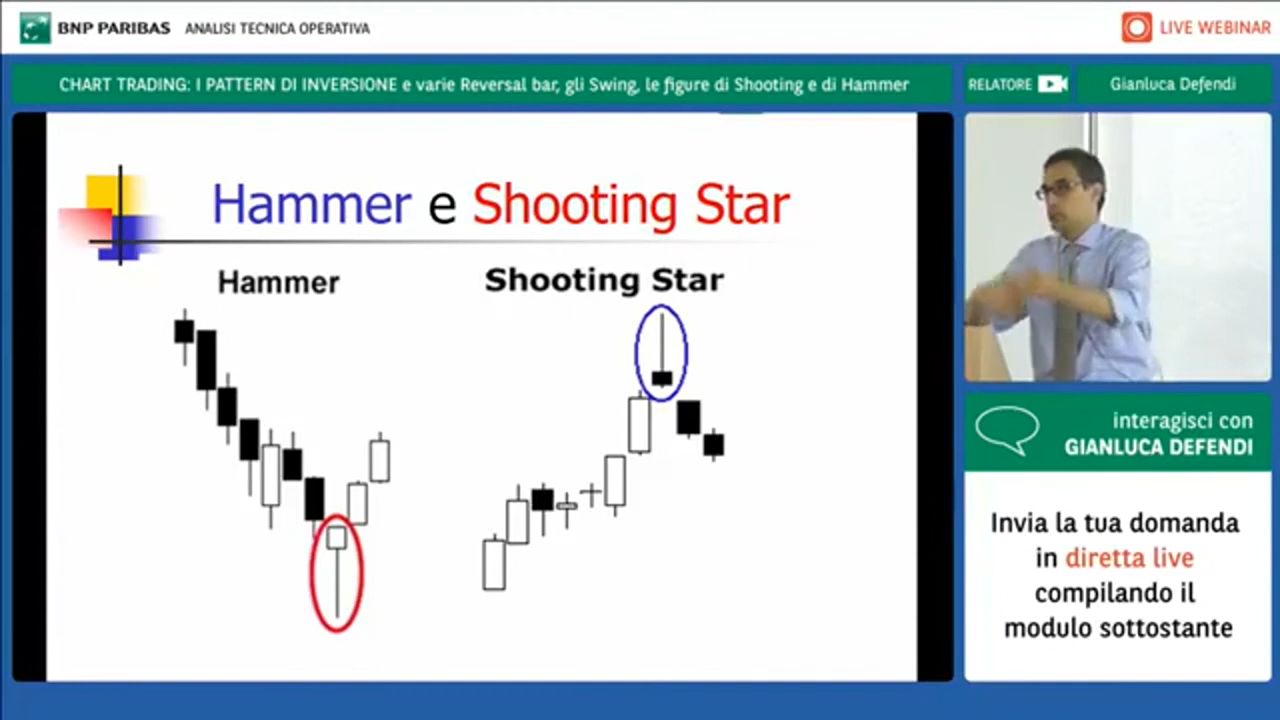 BNP PARIBAS ANALISI TECNICA OPERATIVA
LIVE WEBINAR
CHART TRADING: I PATTERN DI INVERSIONE e varie Reversal bar, gli Swing, le figure di Shooting e di Hammer
RELATORE
Gianluca Defendi
Hammer e Shooting Star
Hammer
Shooting Star
interagisci con
GIANLUCA DEFENDI
Invia la tua domanda
in diretta live
compilando il
modulo sottostante